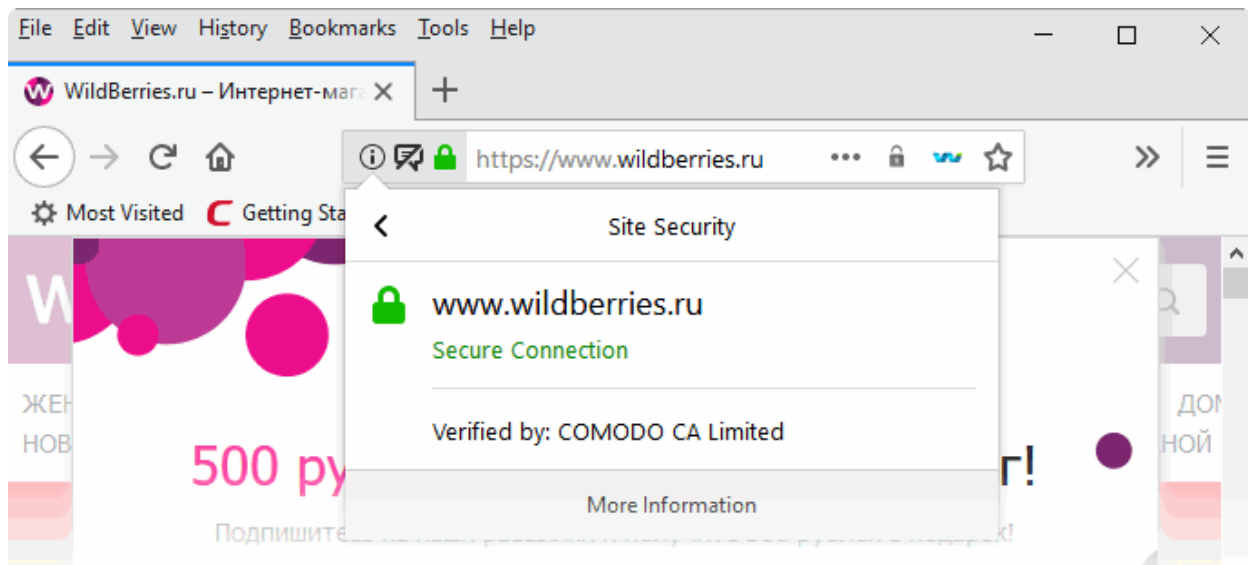 File Edit View History Bookmarks Tools Help
WildBerries.ru – Интернет-мага
https://www.wildberries.ru
Most Visited Getting Sta
Site Security
www.wildberries.ru
Secure Connection
Verified by: COMODO CA Limited
More Information
W
ЖЕН
НОВ
ДОМ
НОЙ
500 ру
г!
Подпишитесь